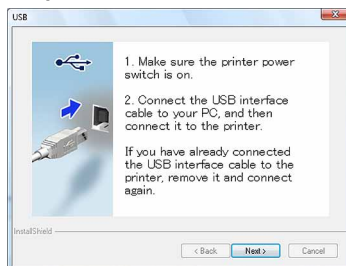 USB
1. Make sure the printer power
switch is on.
2. Connect the USB interface
cable to your PC, and then
connect it to the printer.
If you have already connected
the USB interface cable to the
printer, remove it and connect
again.
InstallShield
< Back Next > Cancel